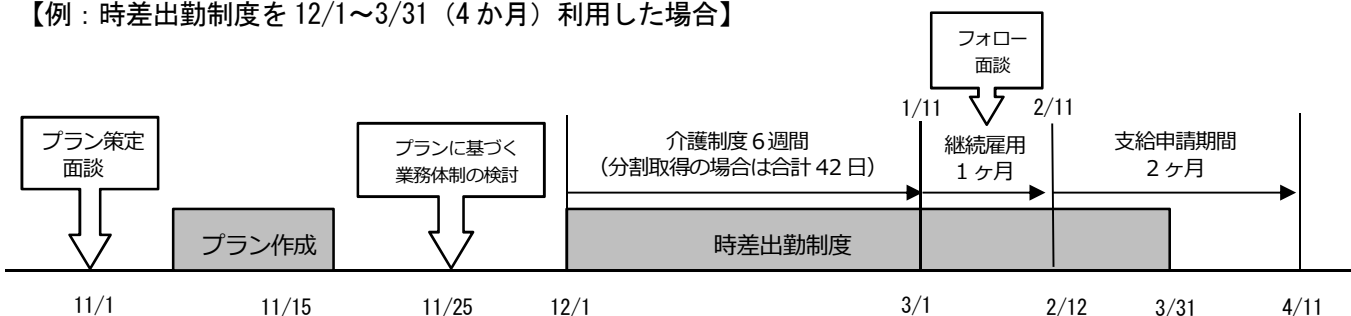 【例：時差出勤制度を 12/1～3/31（4 か月）利用した場合】
フォロー
面談
1/11
2/11
プラン策定
面談
プランに基づく
業務体制の検討
介護制度６週間
（分割取得の場合は合計 42 日）
継続雇用
１ヶ月
支給申請期間
２ヶ月
プラン作成
時差出勤制度
11/1
11/15
11/25
12/1
3/1
2/12
3/31
4/11